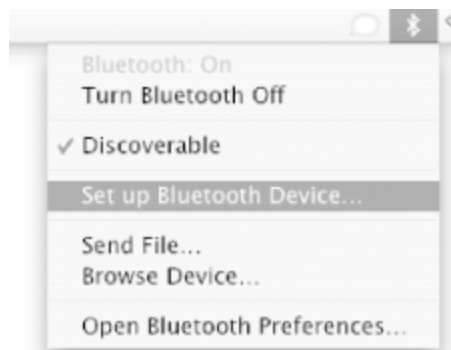 Bluetooth: On
Turn Bluetooth Off
✓ Discoverable
Set up Bluetooth Device...
Send File...
Browse Device...
Open Bluetooth Preferences...